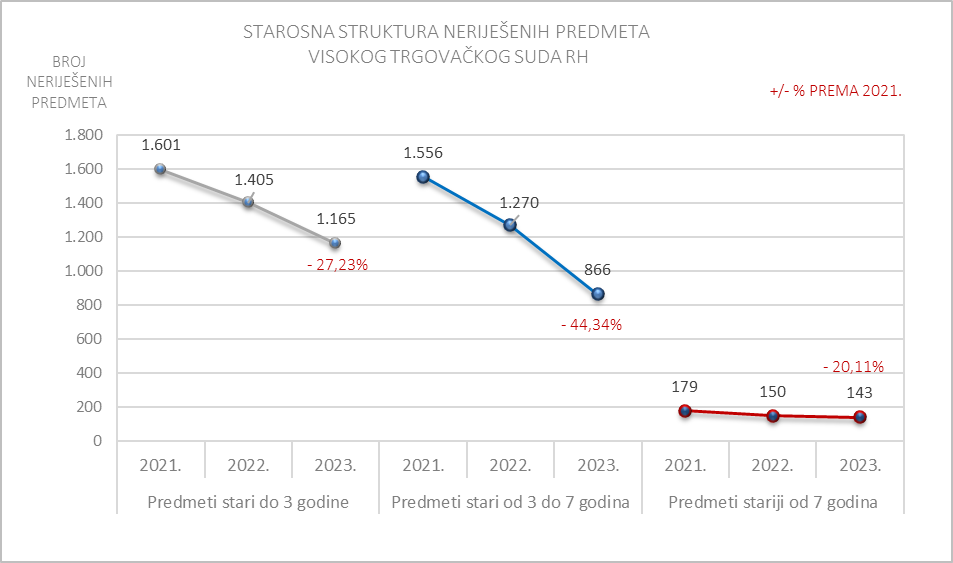 STAROSNA STRUKTURA NERIJEŠENIH PREDMETA
VISOKOG TRGOVAČKOG SUDA RH
BROJ
NERIJEŠENIH
PREDMETA
+/- % PREMA 2021.
1.800
1.600
1.400
1.200
1.000
800
600
400
200
0
1.601
1.405
1.165
- 27,23%
1.556
1.270
866
- 44,34%
179
150
143
- 20,11%
2021. 2022. 2023. 2021. 2022. 2023. 2021. 2022. 2023.
Predmeti stari do 3 godine Predmeti stari od 3 do 7 godina Predmeti stariji od 7 godina